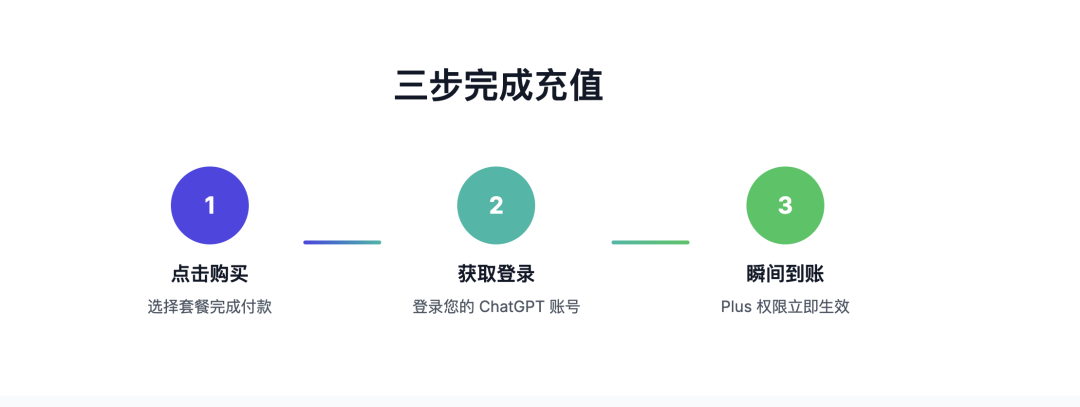 三步完成充值
1
2
3
点击购买
获取登录
瞬间到账
选择套餐完成付款
登录您的 ChatGPT 账号
Plus 权限立即生效